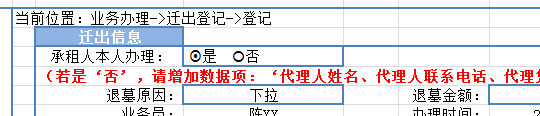 当前位置：业务办理->迁出登记->登记
迁出信息
承租人本人办理： 是 否
（若是‘否’，请增加数据项：‘代理人姓名、代理人联系电话、代理
退墓原因： 下拉 退墓金额：
业务员： 陈XX 办理时间： 2